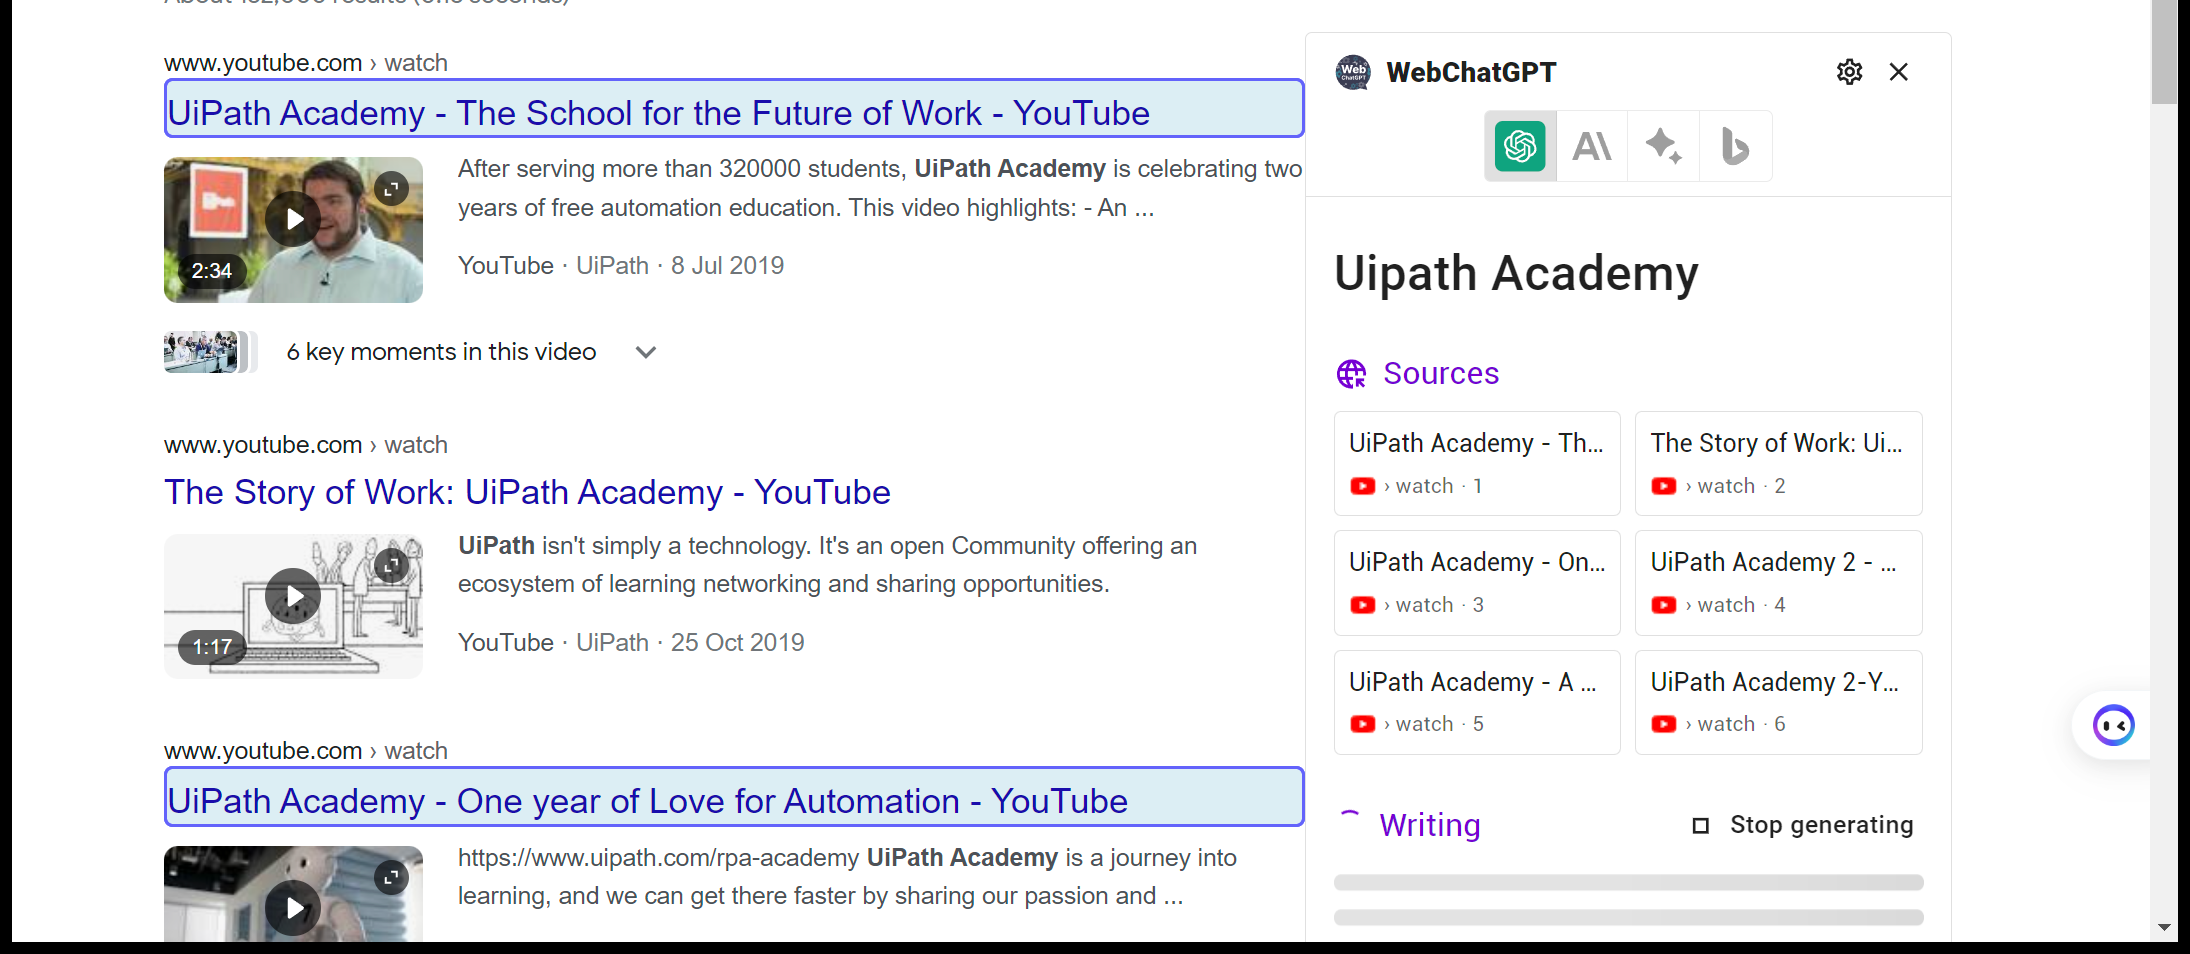 www.youtube.com › watch
UiPath Academy - The School for the Future of Work - YouTube
After serving more than 320000 students, UiPath Academy is celebrating two
years of free automation education. This video highlights: - An ...
2:34
YouTube · UiPath · 8 Jul 2019
6 key moments in this video
www.youtube.com › watch
The Story of Work: UiPath Academy - YouTube
UiPath isn't simply a technology. It's an open Community offering an
ecosystem of learning networking and sharing opportunities.
1:17
YouTube · UiPath · 25 Oct 2019
www.youtube.com › watch
UiPath Academy - One year of Love for Automation - YouTube
https://www.uipath.com/rpa-academy UiPath Academy is a journey into
learning, and we can get there faster by sharing our passion and ...
Web
ChatGPT
WebChatGPT
Uipath Academy
Sources
UiPath Academy - Th...
› watch · 1
The Story of Work: Ui...
› watch · 2
UiPath Academy - On...
› watch · 3
UiPath Academy 2 - ...
› watch · 4
UiPath Academy - A ...
› watch · 5
UiPath Academy 2-Y...
› watch · 6
Writing
Stop generating